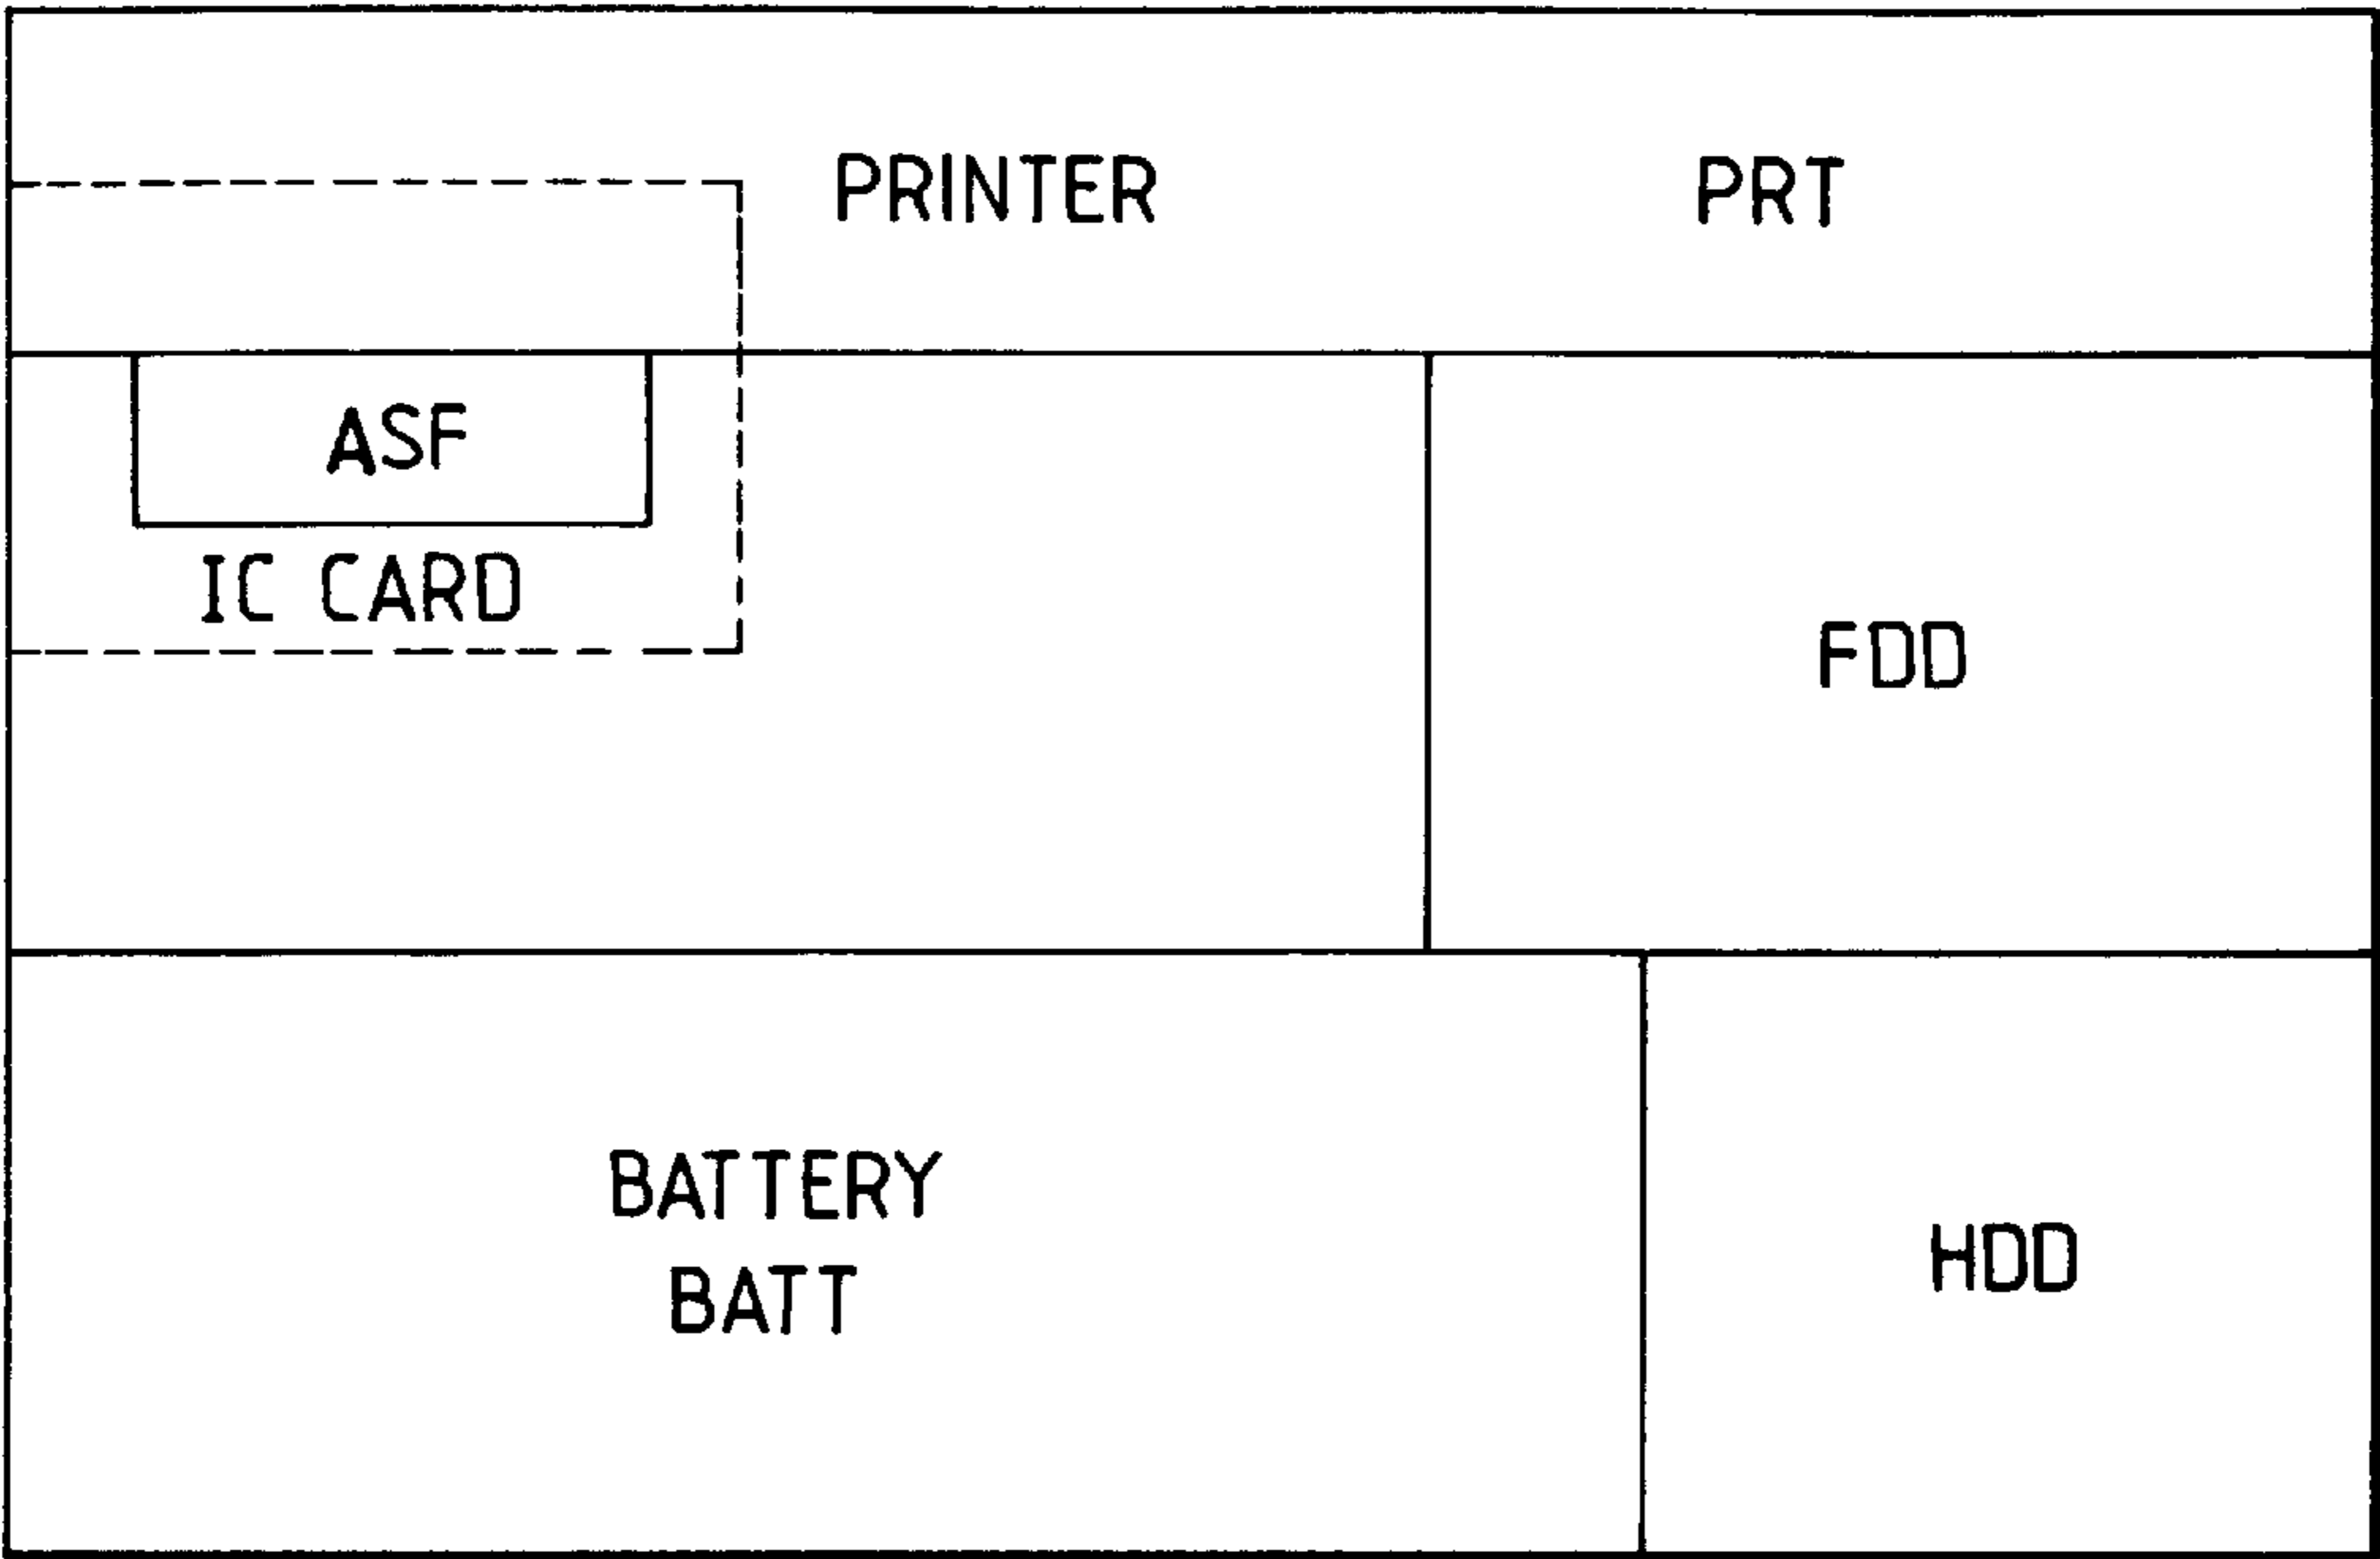 PRINTER PRT
ASF
IC CARD
FDD
BATTERY
BATT
HDD